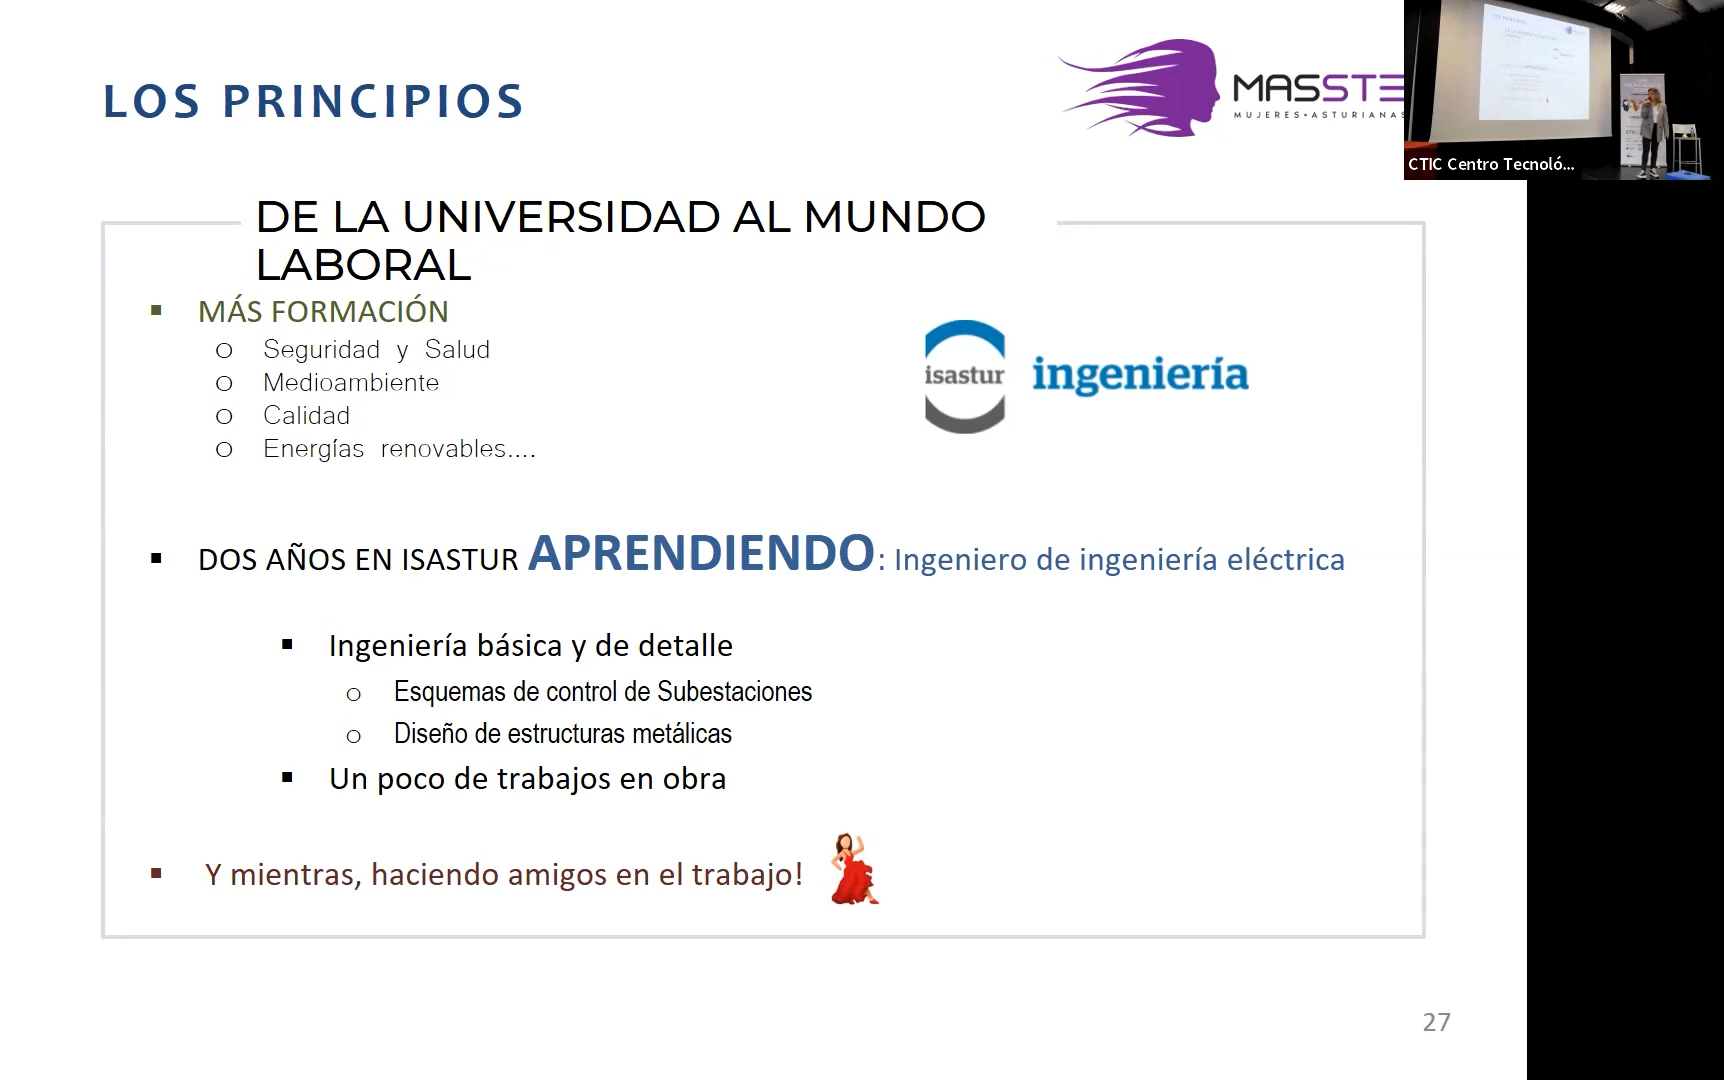 LOS PRINCIPIOS
MASSTE
MUJERES•ASTURIANAS
CTIC Centro Tecnoló...
DE LA UNIVERSIDAD AL MUNDO
LABORAL
MÁS FORMACIÓN
Seguridad y Salud
Medioambiente
Calidad
Energías renovables....
isastur ingeniería
DOS AÑOS EN ISASTUR APRENDIENDO: Ingeniero de ingeniería eléctrica
Ingeniería básica y de detalle
Esquemas de control de Subestaciones
Diseño de estructuras metálicas
Un poco de trabajos en obra
Y mientras, haciendo amigos en el trabajo!
27